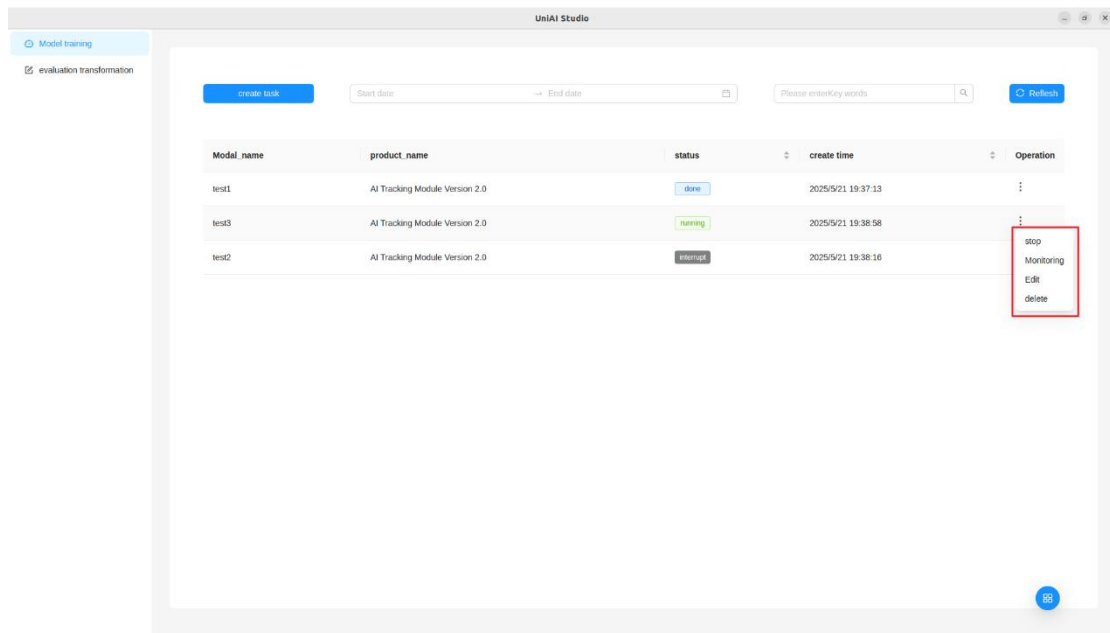 UniAI Studio
Model training
evaluation transformation
create task
Start date → End date
Please enterKey words
Reflesh
Modal_name product_name status create time Operation
test1 AI Tracking Module Version 2.0 done 2025/5/21 19:37:13
test3 AI Tracking Module Version 2.0 running 2025/5/21 19:38:58
test2 AI Tracking Module Version 2.0 interrupt 2025/5/21 19:38:16
stop
Monitoring
Edit
delete